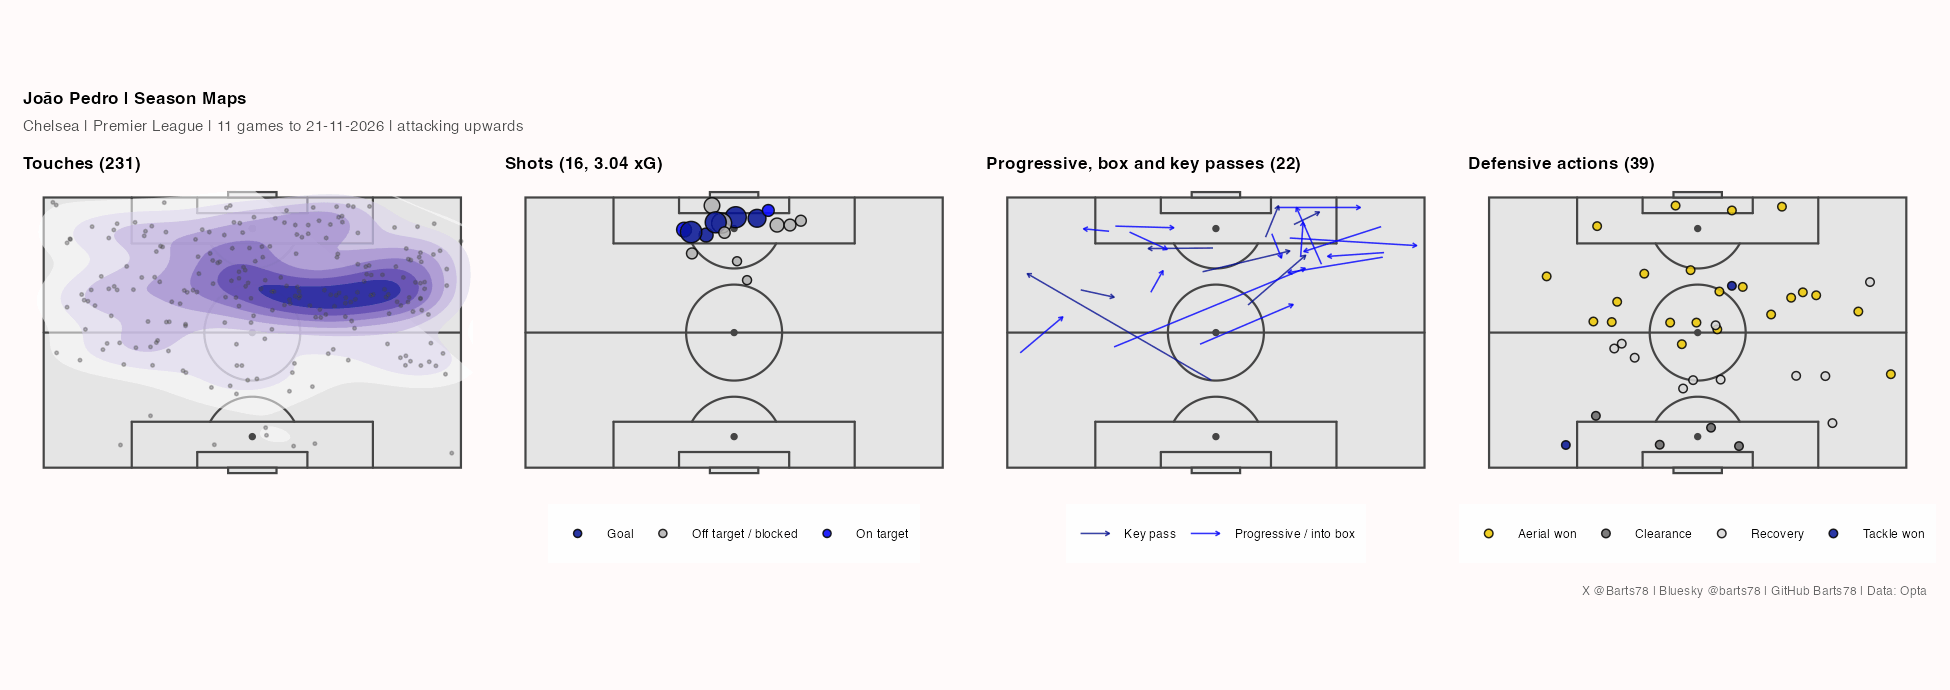 João Pedro | Season Maps
Chelsea | Premier League | 11 games to 21-11-2026 | attacking upwards
Touches (231)
Shots (16, 3.04 xG)
Progressive, box and key passes (22)
Defensive actions (39)
Goal
Off target / blocked
On target
Key pass
Progressive / into box
Aerial won
Clearance
Recovery
Tackle won
X @Barts78 | Bluesky @barts78 | GitHub Barts78 | Data: Opta